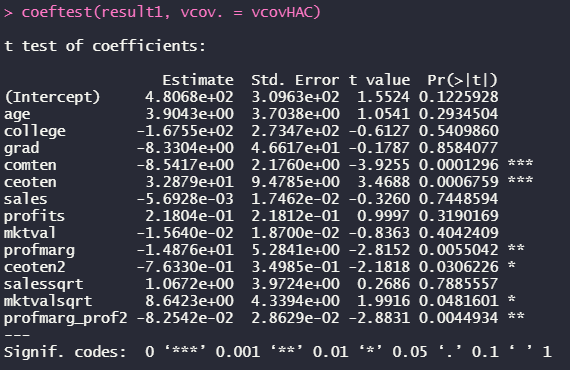 > coeftest(result1, vcov. = vcovHAC)
t test of coefficients:
Estimate Std. Error t value Pr(>|t|)
(Intercept) 4.8068e+02 3.0963e+02 1.5524 0.1225928
age 3.9043e+00 3.7038e+00 1.0541 0.2934504
college -1.6755e+02 2.7347e+02 -0.6127 0.5409860
grad -8.3304e+00 4.6617e+01 -0.1787 0.8584077
comten -8.5417e+00 2.1760e+00 -3.9255 0.0001296 ***
ceoten 3.2879e+01 9.4785e+00 3.4688 0.0006759 ***
sales -5.6928e-03 1.7462e-02 -0.3260 0.7448594
profits 2.1804e-01 2.1812e-01 0.9997 0.3190169
mktval -1.5640e-02 1.8700e-02 -0.8363 0.4042409
profmarg -1.4876e+01 5.2841e+00 -2.8152 0.0055042 **
ceoten2 -7.6330e-01 3.4985e-01 -2.1818 0.0306226 *
salessqrt 1.0672e+00 3.9724e+00 0.2686 0.7885557
mktvalsqrt 8.6423e+00 4.3394e+00 1.9916 0.0481601 *
profmarg_prof2 -8.2542e-02 2.8629e-02 -2.8831 0.0044934 **
---
Signif. codes: 0 ‘***’ 0.001 ‘**’ 0.01 ‘*’ 0.05 ‘.’ 0.1 ‘ ’ 1